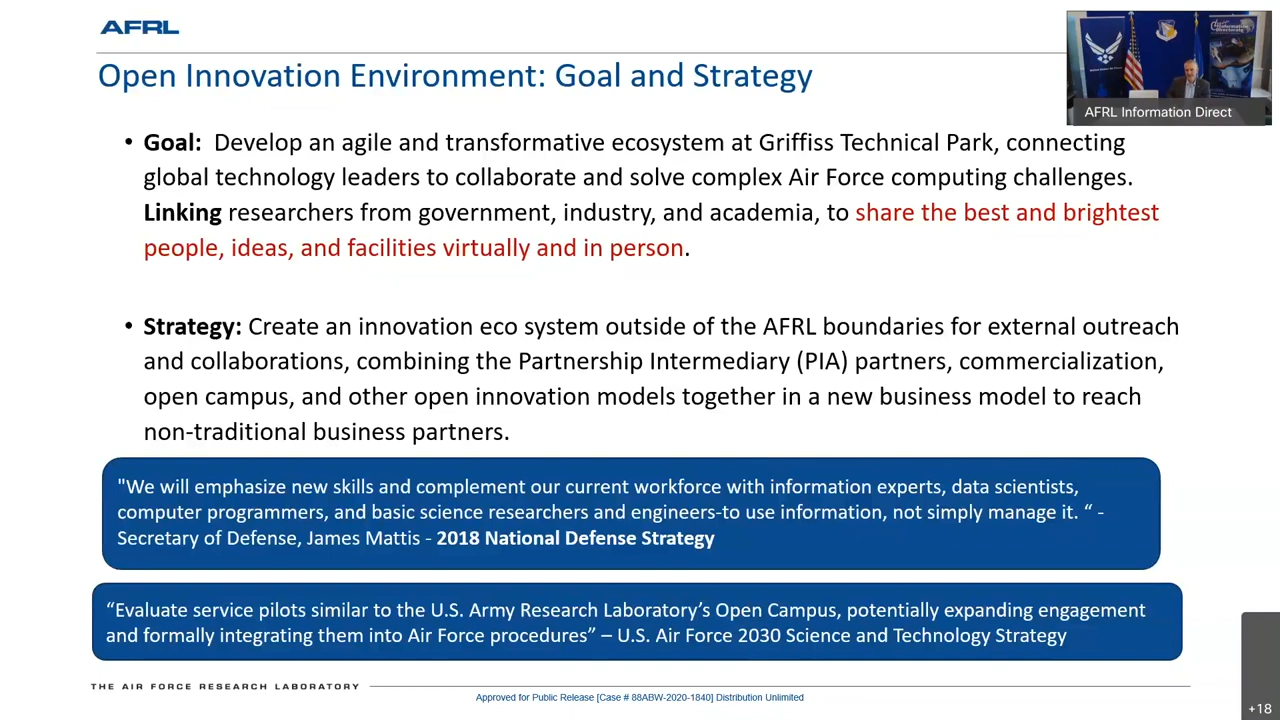 AFRL
Open Innovation Environment: Goal and Strategy
AFRL Information Direct
• Goal: Develop an agile and transformative ecosystem at Griffiss Technical Park, connecting
global technology leaders to collaborate and solve complex Air Force computing challenges.
Linking researchers from government, industry, and academia, to share the best and brightest
people, ideas, and facilities virtually and in person.
• Strategy: Create an innovation eco system outside of the AFRL boundaries for external outreach
and collaborations, combining the Partnership Intermediary (PIA) partners, commercialization,
open campus, and other open innovation models together in a new business model to reach
non-traditional business partners.
"We will emphasize new skills and complement our current workforce with information experts, data scientists,
computer programmers, and basic science researchers and engineers-to use information, not simply manage it. “ -
Secretary of Defense, James Mattis - 2018 National Defense Strategy
“Evaluate service pilots similar to the U.S. Army Research Laboratory’s Open Campus, potentially expanding engagement
and formally integrating them into Air Force procedures” – U.S. Air Force 2030 Science and Technology Strategy
THE AIR FORCE RESEARCH LABORATORY
Approved for Public Release [Case # 88ABW-2020-1840] Distribution Unlimited
+18